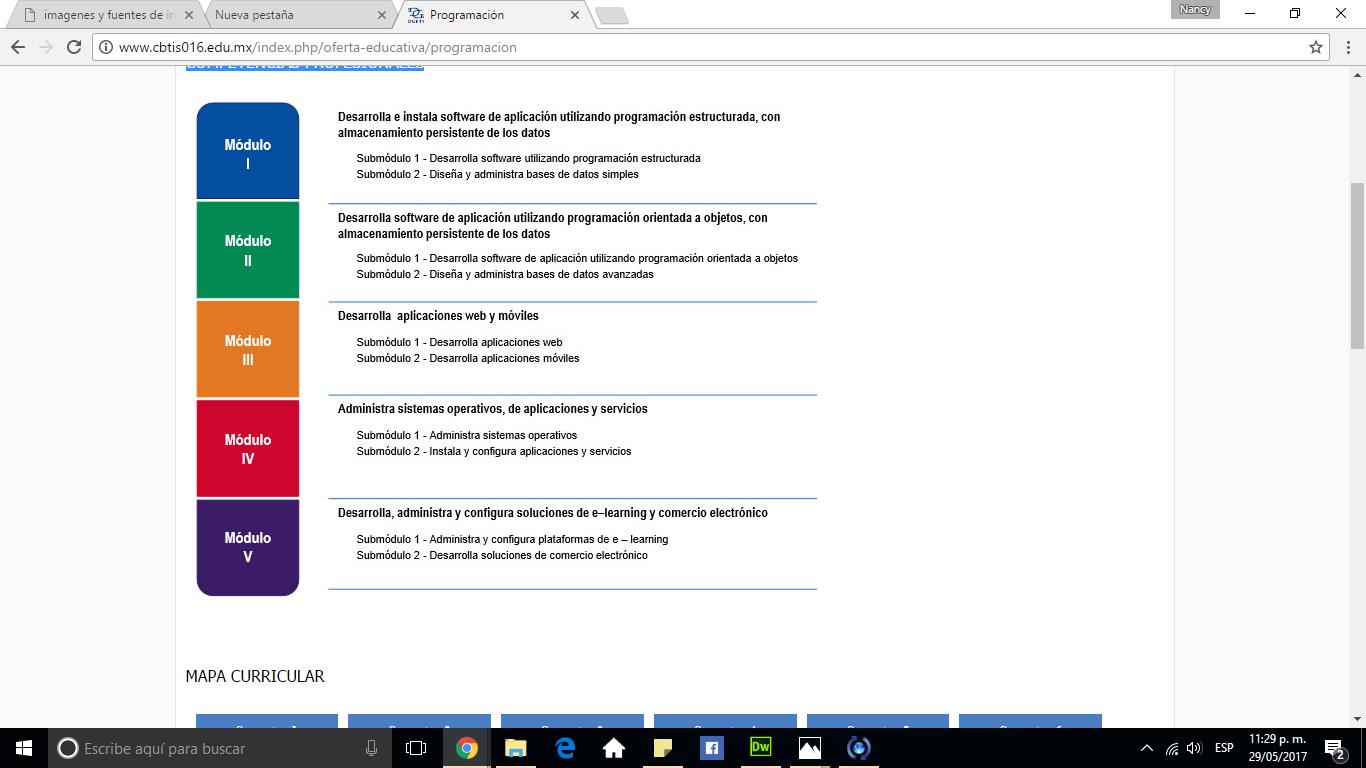 imagenes y fuentes de in
Nueva pestaña
Programación
Nancy
www.cbtis016.edu.mx/index.php/oferta-educativa/programacion
COMPETENCIAS PROFESIONALES
Módulo
I
Desarrolla e instala software de aplicación utilizando programación estructurada, con
almacenamiento persistente de los datos
Submódulo 1 - Desarrolla software utilizando programación estructurada
Submódulo 2 - Diseña y administra bases de datos simples
Módulo
II
Desarrolla software de aplicación utilizando programación orientada a objetos, con
almacenamiento persistente de los datos
Submódulo 1 - Desarrolla software de aplicación utilizando programación orientada a objetos
Submódulo 2 - Diseña y administra bases de datos avanzadas
Módulo
III
Desarrolla aplicaciones web y móviles
Submódulo 1 - Desarrolla aplicaciones web
Submódulo 2 - Desarrolla aplicaciones móviles
Módulo
IV
Administra sistemas operativos, de aplicaciones y servicios
Submódulo 1 - Administra sistemas operativos
Submódulo 2 - Instala y configura aplicaciones y servicios
Módulo
V
Desarrolla, administra y configura soluciones de e–learning y comercio electrónico
Submódulo 1 - Administra y configura plataformas de e – learning
Submódulo 2 - Desarrolla soluciones de comercio electrónico
MAPA CURRICULAR
Escribe aquí para buscar
Dw
ESP
11:29 p. m.
29/05/2017
2